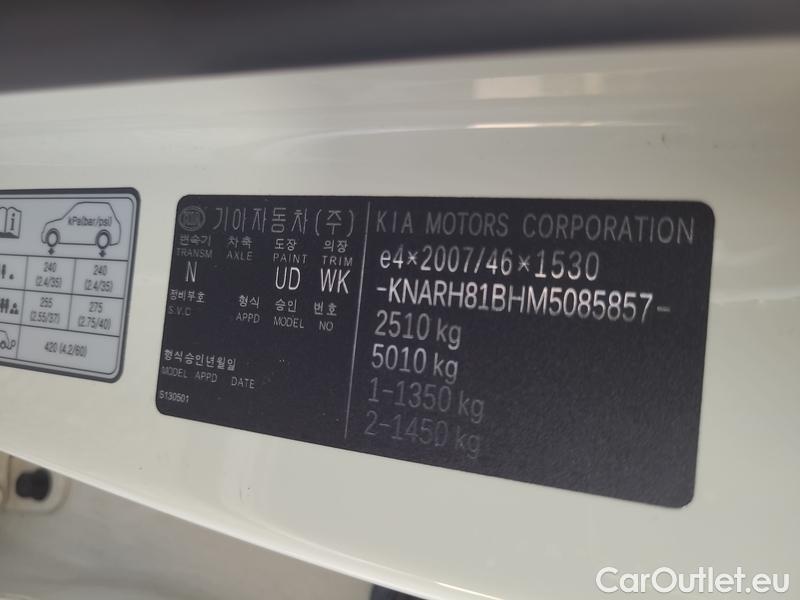 kPa(bar/psi)
240
(2.4/35)
240
(2.4/35)
255
(2.55/37)
275
(2.75/40)
420 (4.2/60)
KIA 기아자동차(주)
변속기 차축 도장 의장
TRANSM AXLE PAINT TRIM
N UD WK
정비부호 형식 승인 번호
S.V.C APPD MODEL NO
형식승인년월일
MODEL APPD DATE
S130501
KIA MOTORS CORPORATION
e4*2007/46*1530
-KNARH81BHM5085857-
2510 kg
5010 kg
1-1350 kg
2-1450 kg
CarOutlet.eu